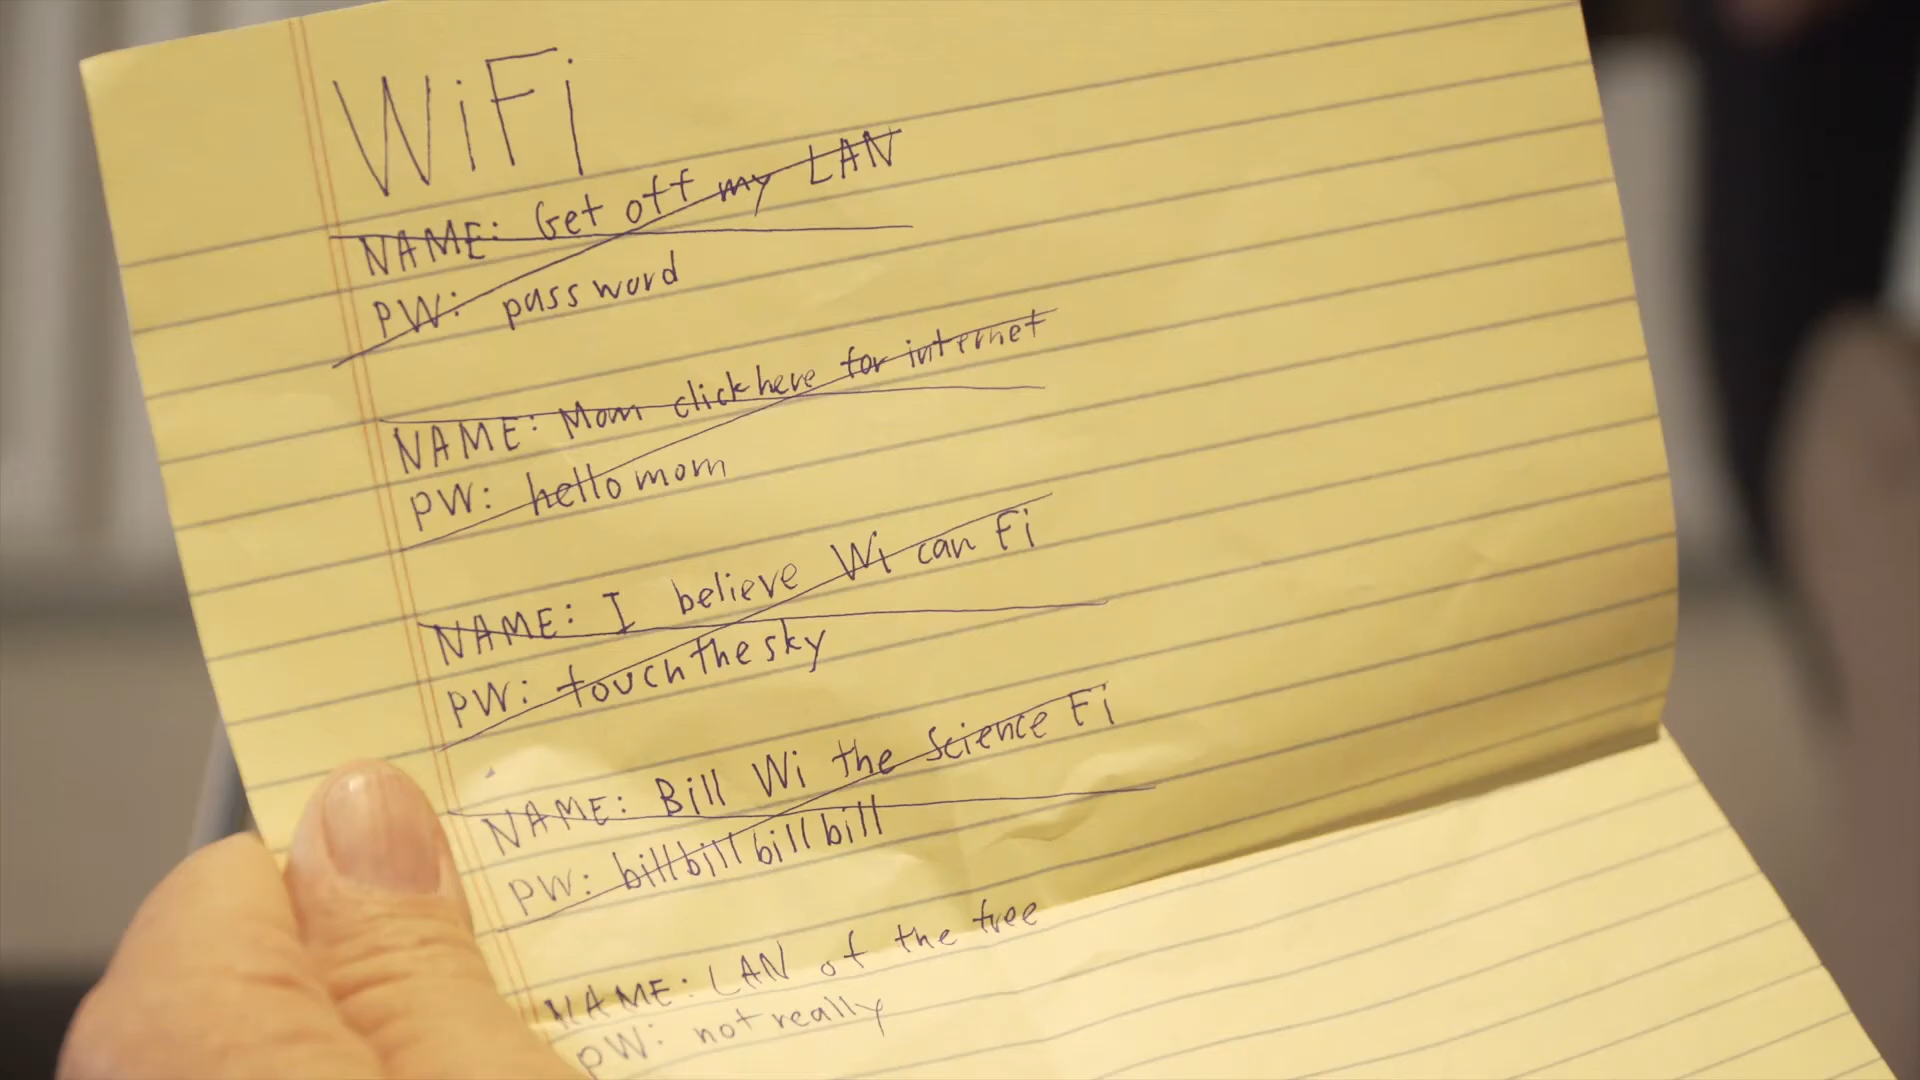 WiFi
NAME: Get off my LAN
PW: password
NAME: Mom click here for internet
PW: hellomom
NAME: I believe Wi can Fi
PW: touchthesky
NAME: Bill Wi the Science Fi
PW: billbillbillbill
NAME: LAN of the free
PW: not really